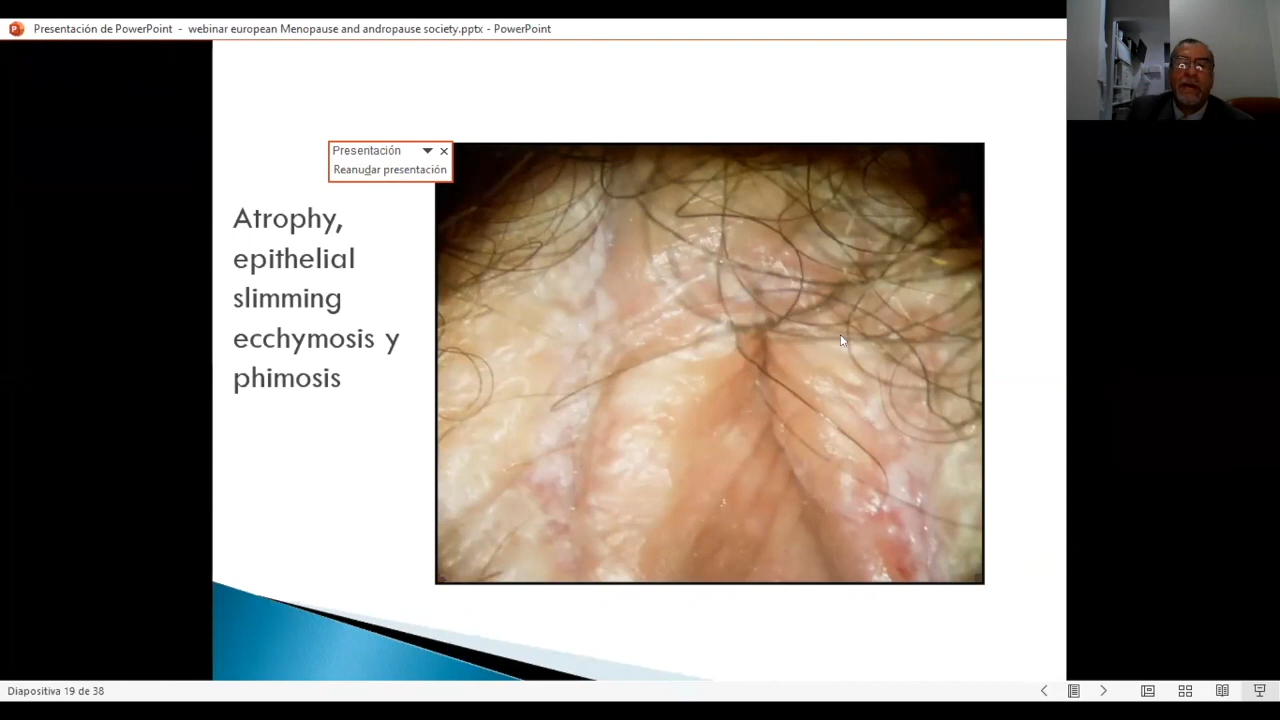 Presentación de PowerPoint - webinar european Menopause and andropause society.pptx - PowerPoint
Presentación
Reanudar presentación
Atrophy,
epithelial
slimming
ecchymosis y
phimosis
Diapositiva 19 de 38